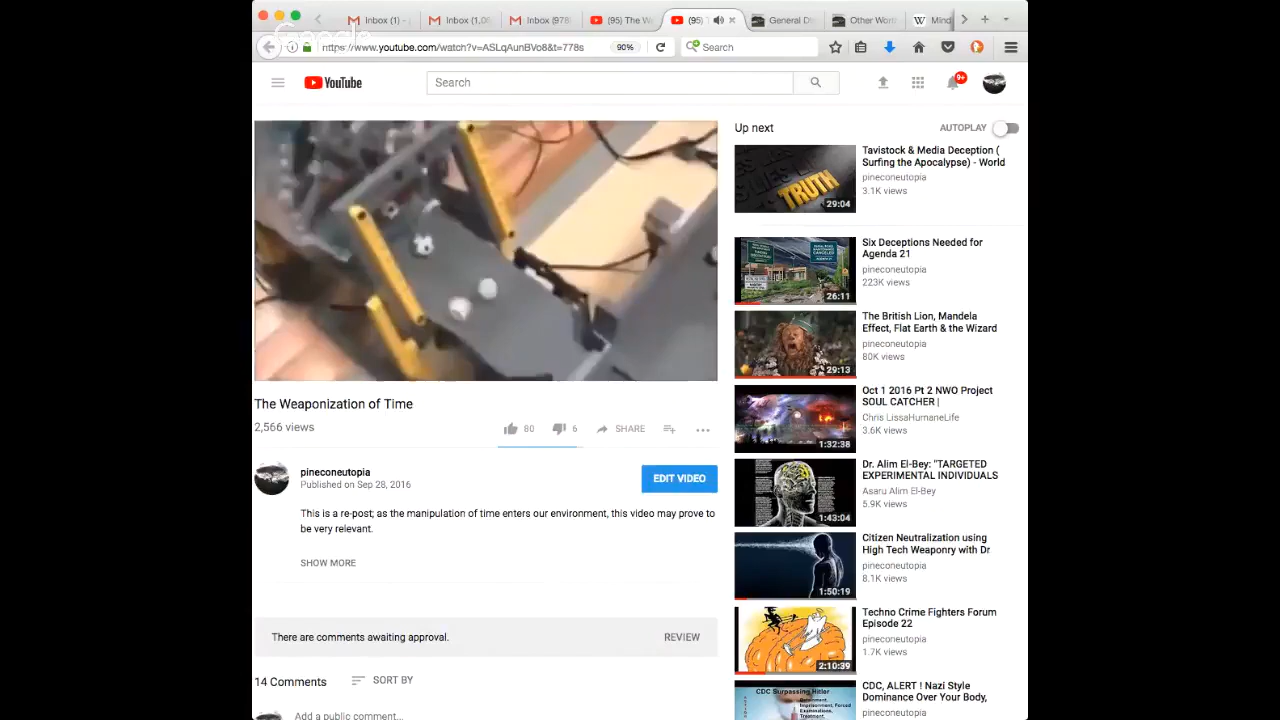 Inbox (1) -
Inbox (1,0
Inbox (978
(95) The W
(95)
General Di
Other Wor
Mind
Google
https://www.youtube.com/watch?v=ASLqAunBVo8&t=778s
90%
Search
YouTube
Search
9+
Up next
AUTOPLAY
TRUTH
29:04
Tavistock & Media Deception (
Surfing the Apocalypse) - World
pineconeutopia
3.1K views
26:11
Six Deceptions Needed for
Agenda 21
pineconeutopia
223K views
29:13
The British Lion, Mandela
Effect, Flat Earth & the Wizard
pineconeutopia
80K views
1:32:38
Oct 1 2016 Pt 2 NWO Project
SOUL CATCHER |
Chris LissaHumaneLife
3.6K views
1:43:04
Dr. Alim El-Bey: "TARGETED
EXPERIMENTAL INDIVIDUALS
Asaru Alim El-Bey
5.9K views
1:50:19
Citizen Neutralization using
High Tech Weaponry with Dr
pineconeutopia
8.1K views
2:10:39
Techno Crime Fighters Forum
Episode 22
pineconeutopia
1.7K views
CDC Surpassing Hitler
CDC, ALERT ! Nazi Style
Dominance Over Your Body,
pineconeutopia
The Weaponization of Time
2,566 views
80
6
SHARE
pineconeutopia
Published on Sep 28, 2016
EDIT VIDEO
This is a re-post; as the manipulation of time enters our environment, this video may prove to
be very relevant.
SHOW MORE
There are comments awaiting approval.
REVIEW
14 Comments
SORT BY
Add a public comment...